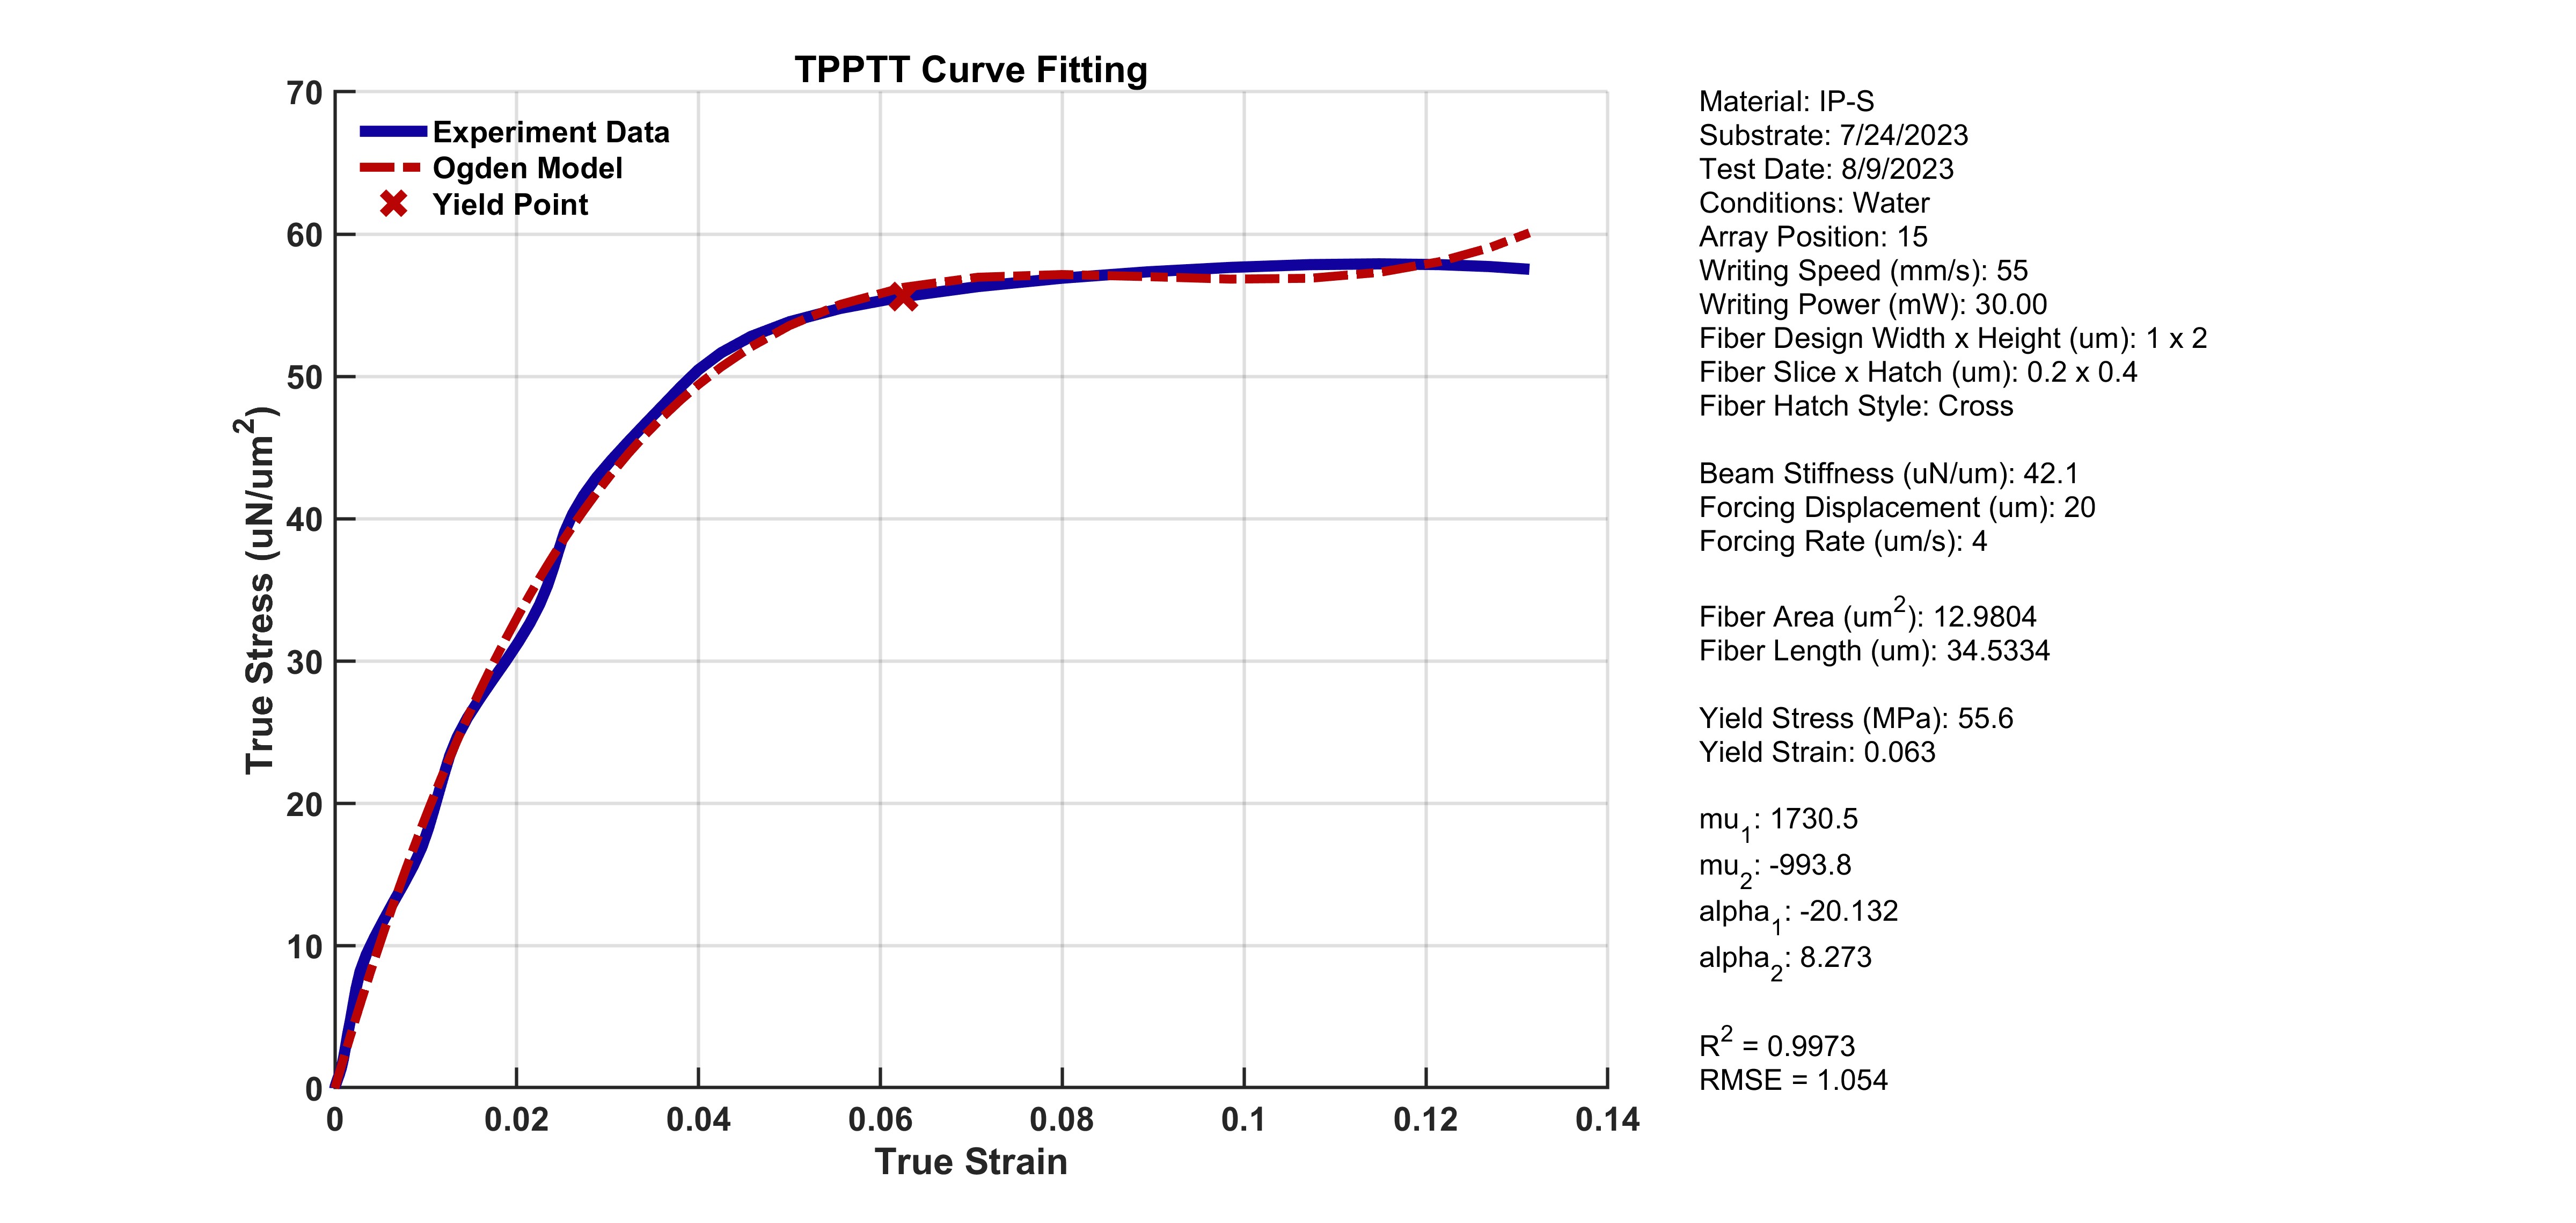 TPPTT Curve Fitting
70
60
50
40
30
20
10
0
True Stress (uN/um²)
Experiment Data
Ogden Model
Yield Point
0 0.02 0.04 0.06 0.08 0.1 0.12 0.14
True Strain
Material: IP-S
Substrate: 7/24/2023
Test Date: 8/9/2023
Conditions: Water
Array Position: 15
Writing Speed (mm/s): 55
Writing Power (mW): 30.00
Fiber Design Width x Height (um): 1 x 2
Fiber Slice x Hatch (um): 0.2 x 0.4
Fiber Hatch Style: Cross
Beam Stiffness (uN/um): 42.1
Forcing Displacement (um): 20
Forcing Rate (um/s): 4
Fiber Area (um²): 12.9804
Fiber Length (um): 34.5334
Yield Stress (MPa): 55.6
Yield Strain: 0.063
mu₁: 1730.5
mu₂: -993.8
alpha₁: -20.132
alpha₂: 8.273
R² = 0.9973
RMSE = 1.054